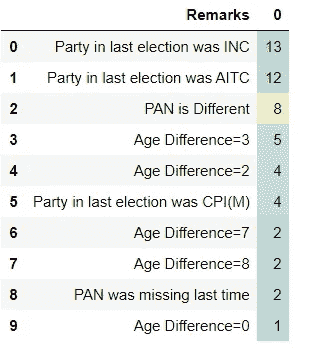 Remarks 0
0 Party in last election was INC 13
1 Party in last election was AITC 12
2 PAN is Different 8
3 Age Difference=3 5
4 Age Difference=2 4
5 Party in last election was CPI(M) 4
6 Age Difference=7 2
7 Age Difference=8 2
8 PAN was missing last time 2
9 Age Difference=0 1